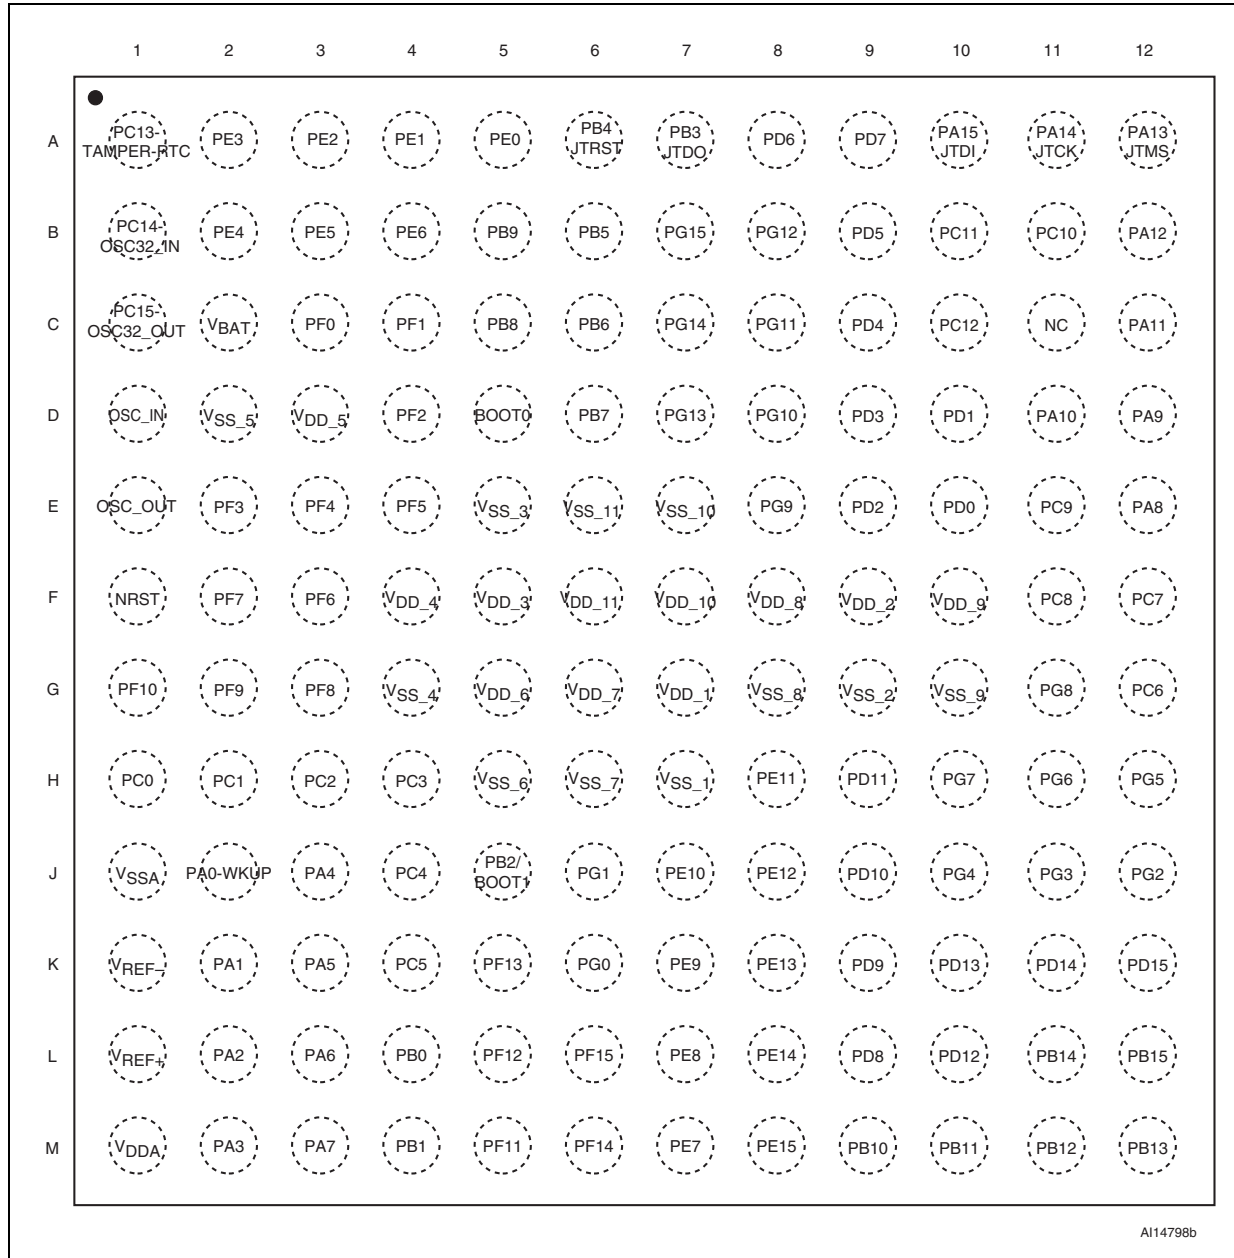 1 2 3 4 5 6 7 8 9 10 11 12
A PC13-TAMPER-RTC PE3 PE2 PE1 PE0 PB4 JTRST PB3 JTDO PD6 PD7 PA15 JTDI PA14 JTCK PA13 JTMS
B PC14-OSC32_IN PE4 PE5 PE6 PB9 PB5 PG15 PG12 PD5 PC11 PC10 PA12
C PC15-OSC32_OUT VBAT PF0 PF1 PB8 PB6 PG14 PG11 PD4 PC12 NC PA11
D OSC_IN VSS_5 VDD_5 PF2 BOOT0 PB7 PG13 PG10 PD3 PD1 PA10 PA9
E OSC_OUT PF3 PF4 PF5 VSS_3 VSS_11 VSS_10 PG9 PD2 PD0 PC9 PA8
F NRST PF7 PF6 VDD_4 VDD_3 VDD_11 VDD_10 VDD_8 VDD_2 VDD_9 PC8 PC7
G PF10 PF9 PF8 VSS_4 VDD_6 VDD_7 VDD_1 VSS_8 VSS_2 VSS_9 PG8 PC6
H PC0 PC1 PC2 PC3 VSS_6 VSS_7 VSS_1 PE11 PD11 PG7 PG6 PG5
J VSSA PA0-WKUP PA4 PC4 PB2/BOOT1 PG1 PE10 PE12 PD10 PG4 PG3 PG2
K VREF– PA1 PA5 PC5 PF13 PG0 PE9 PE13 PD9 PD13 PD14 PD15
L VREF+ PA2 PA6 PB0 PF12 PF15 PE8 PE14 PD8 PD12 PB14 PB15
M VDDA PA3 PA7 PB1 PF11 PF14 PE7 PE15 PB10 PB11 PB12 PB13
AI14798b